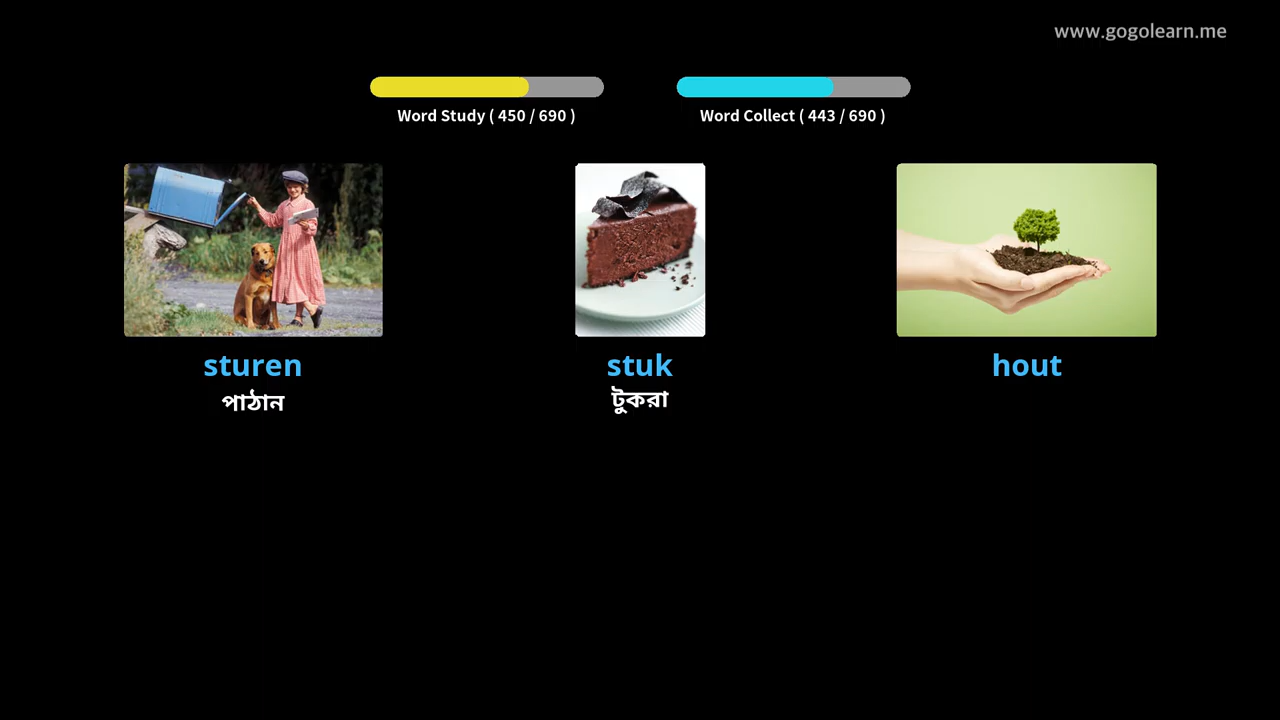 www.gogolearn.me
Word Study ( 450 / 690 )
Word Collect ( 443 / 690 )
sturen
stuk
hout
পাঠান
টুকরা